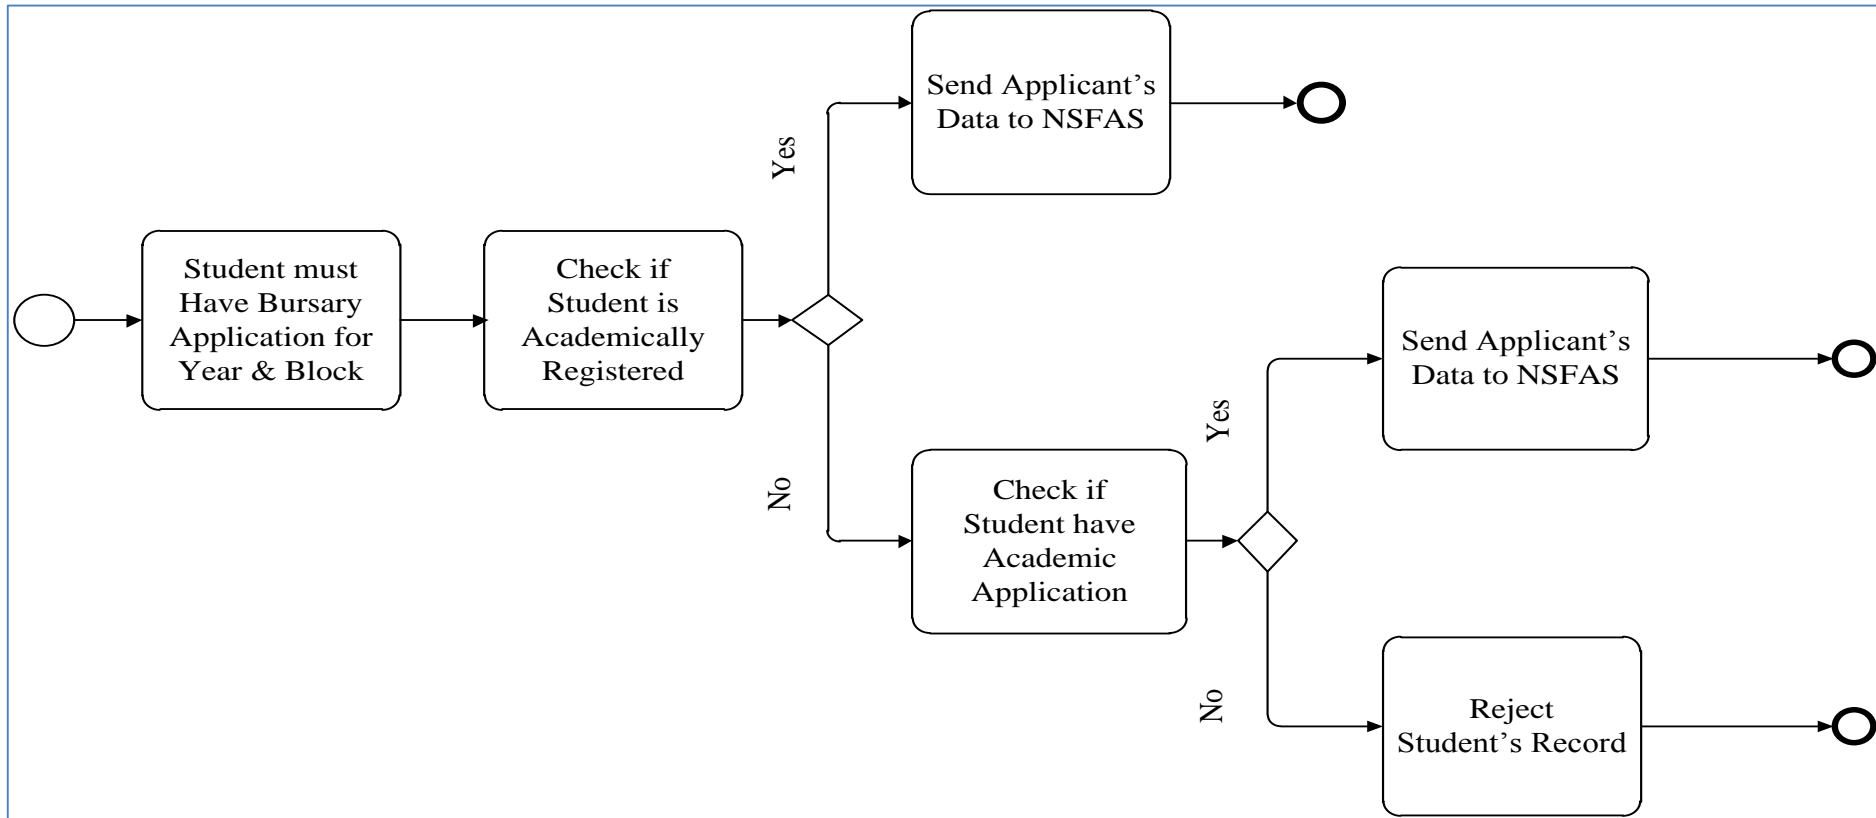 Send Applicant’s
Data to NSFAS
Yes
Student must
Have Bursary
Application for
Year & Block
Check if
Student is
Academically
Registered
No
Send Applicant’s
Data to NSFAS
Yes
Check if
Student have
Academic
Application
No
Reject
Student’s Record